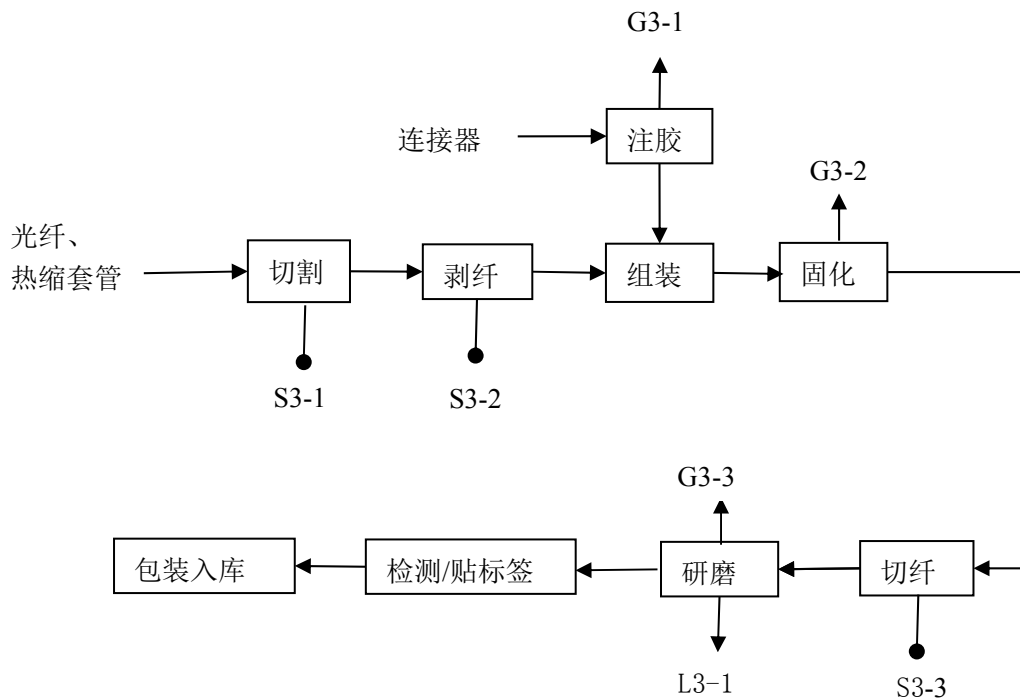 G3-1
连接器
注胶
G3-2
光纤、
热缩套管
切割
剥纤
组装
固化
S3-1
S3-2
G3-3
包装入库
检测/贴标签
研磨
切纤
L3-1
S3-3